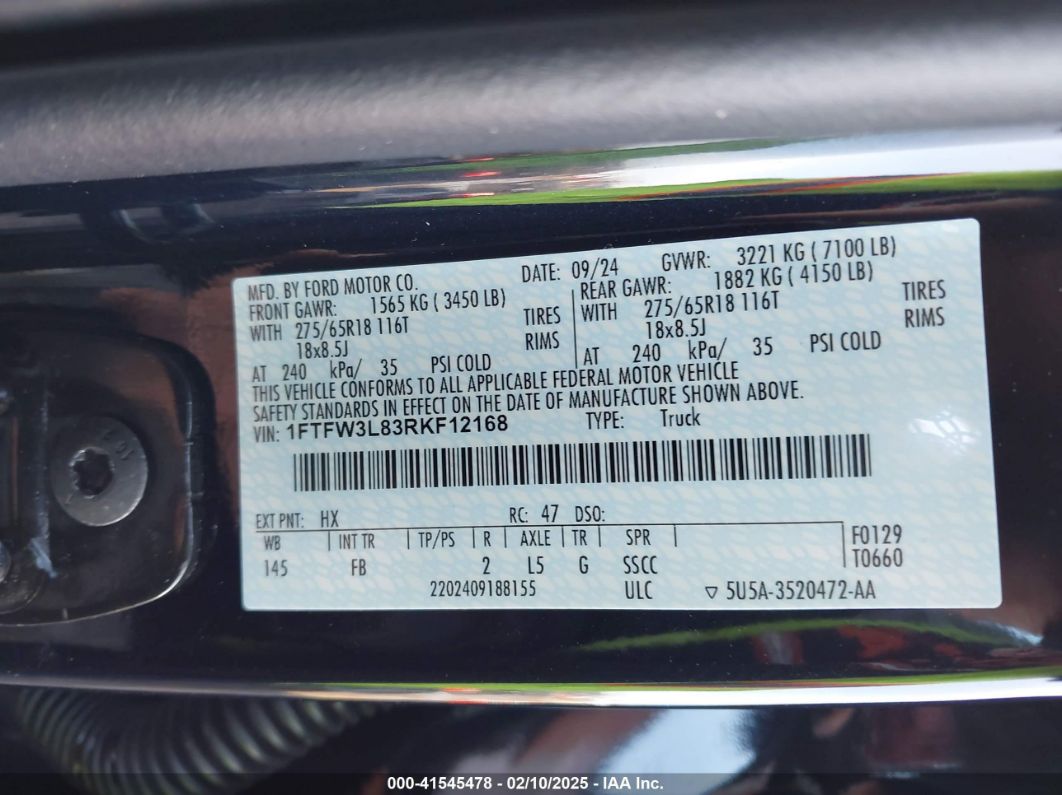 MFD. BY FORD MOTOR CO. DATE: 09/24 GVWR: 3221 KG ( 7100 LB)
FRONT GAWR: 1565 KG ( 3450 LB) REAR GAWR: 1882 KG ( 4150 LB)
WITH 275/65R18 116T TIRES WITH 275/65R18 116T TIRES
18x8.5J RIMS 18x8.5J RIMS
AT 240 kPa/ 35 PSI COLD AT 240 kPa/ 35 PSI COLD
THIS VEHICLE CONFORMS TO ALL APPLICABLE FEDERAL MOTOR VEHICLE
SAFETY STANDARDS IN EFFECT ON THE DATE OF MANUFACTURE SHOWN ABOVE.
VIN: 1FTFW3L83RKF12168 TYPE: Truck
EXT PNT: HX RC: 47 DSO:
WB INT TR TP/PS R AXLE TR SPR F0129
145 FB 2 L5 G SSCC T0660
2202409188155 ULC ▽ 5U5A-3520472-AA
000-41545478 - 02/10/2025 - IAA Inc.